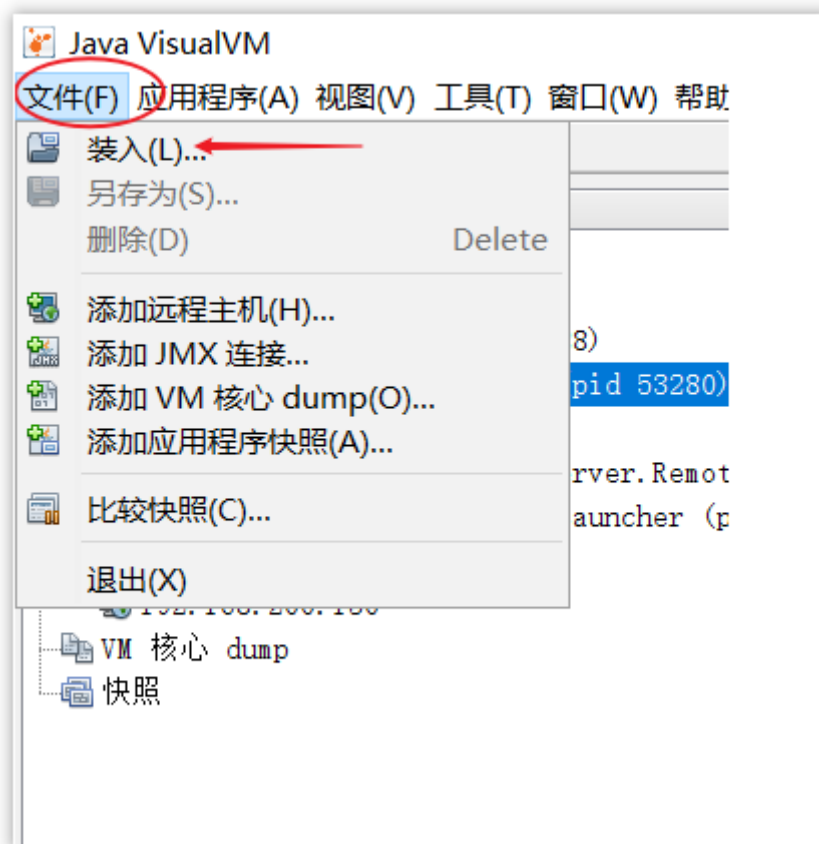 Java VisualVM
文件(F) 应用程序(A) 视图(V) 工具(T) 窗口(W) 帮助
装入(L)...
另存为(S)...
删除(D) Delete
添加远程主机(H)...
8)
添加 JMX 连接...
pid 53280)
添加 VM 核心 dump(O)...
添加应用程序快照(A)...
rver.Remot
比较快照(C)...
auncher (p
退出(X)
VM 核心 dump
快照